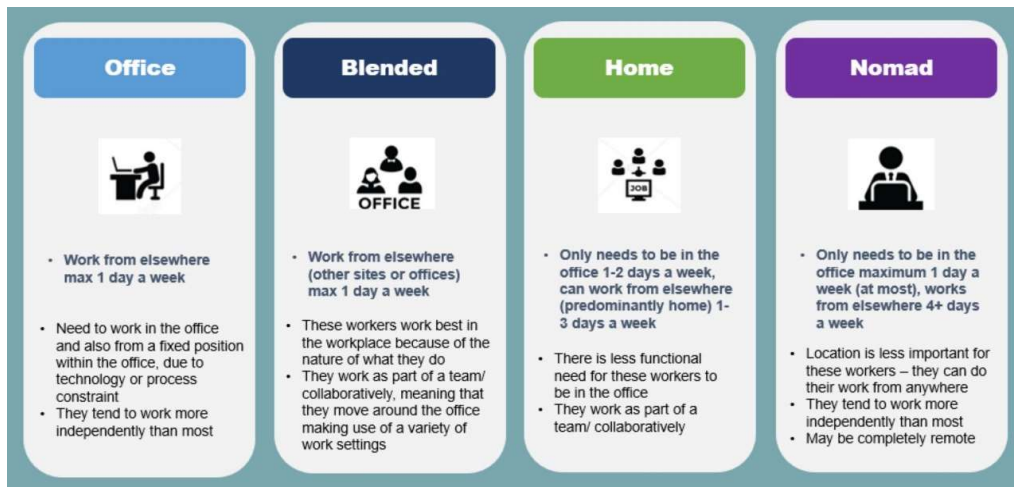 Office
• Work from elsewhere
max 1 day a week
• Need to work in the office
and also from a fixed position
within the office, due to
technology or process
constraint
• They tend to work more
independently than most
Blended
OFFICE
• Work from elsewhere
(other sites or offices)
max 1 day a week
• These workers work best in
the workplace because of the
nature of what they do
• They work as part of a team/
collaboratively, meaning that
they move around the office
making use of a variety of
work settings
Home
JOB
• Only needs to be in the
office 1-2 days a week,
can work from elsewhere
(predominantly home) 1-
3 days a week
• There is less functional
need for these workers to
be in the office
• They work as part of a
team/ collaboratively
Nomad
• Only needs to be in the
office maximum 1 day a
week (at most), works
from elsewhere 4+ days
a week
• Location is less important for
these workers – they can do
their work from anywhere
• They tend to work more
independently than most
• May be completely remote